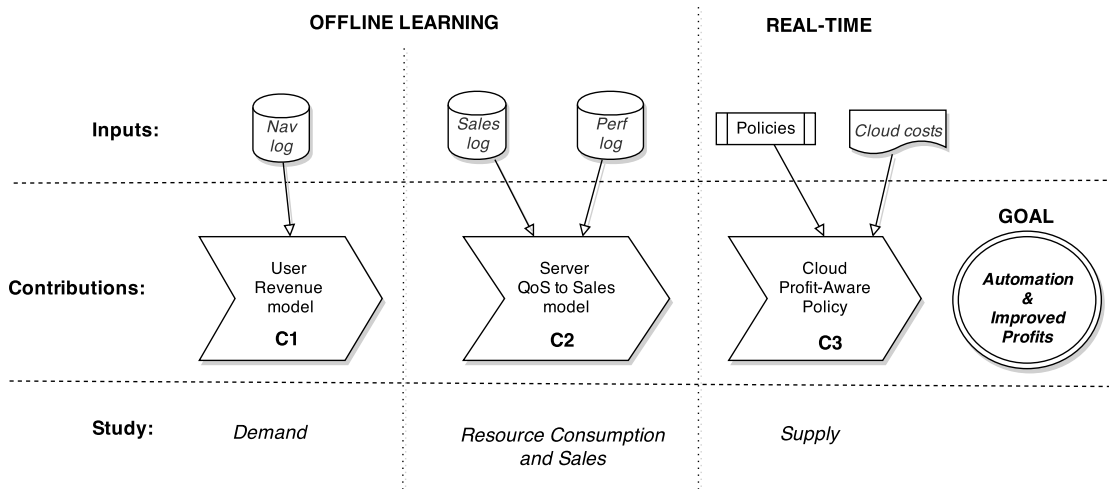 OFFLINE LEARNING
REAL-TIME
Inputs:
Nav
log
Sales
log
Perf
log
Policies
Cloud costs
Contributions:
User
Revenue
model
C1
Server
QoS to Sales
model
C2
Cloud
Profit-Aware
Policy
C3
GOAL
Automation
&
Improved
Profits
Study:
Demand
Resource Consumption
and Sales
Supply